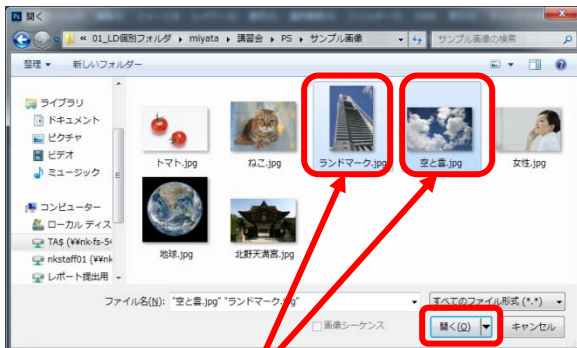 開く
« 01_LD個別フォルダ ▸ miyata ▸ 講習会 ▸ PS ▸ サンプル画像
サンプル画像の検索
整理 ▼ 新しいフォルダー
ライブラリ
ドキュメント
ピクチャ
ビデオ
ミュージック
コンピューター
ローカル ディス
TA$ (¥¥nk-fs-54
nkstaff01 (¥¥nk
レポート提出用
トマト.jpg
ねこ.jpg
ランドマーク.jpg
空と雲.jpg
女性.jpg
地球.jpg
北野天満宮.jpg
ファイル名(N): "空と雲.jpg" "ランドマーク.jpg"
すべてのファイル形式 (*.*)
画像シーケンス
開く(O)
キャンセル